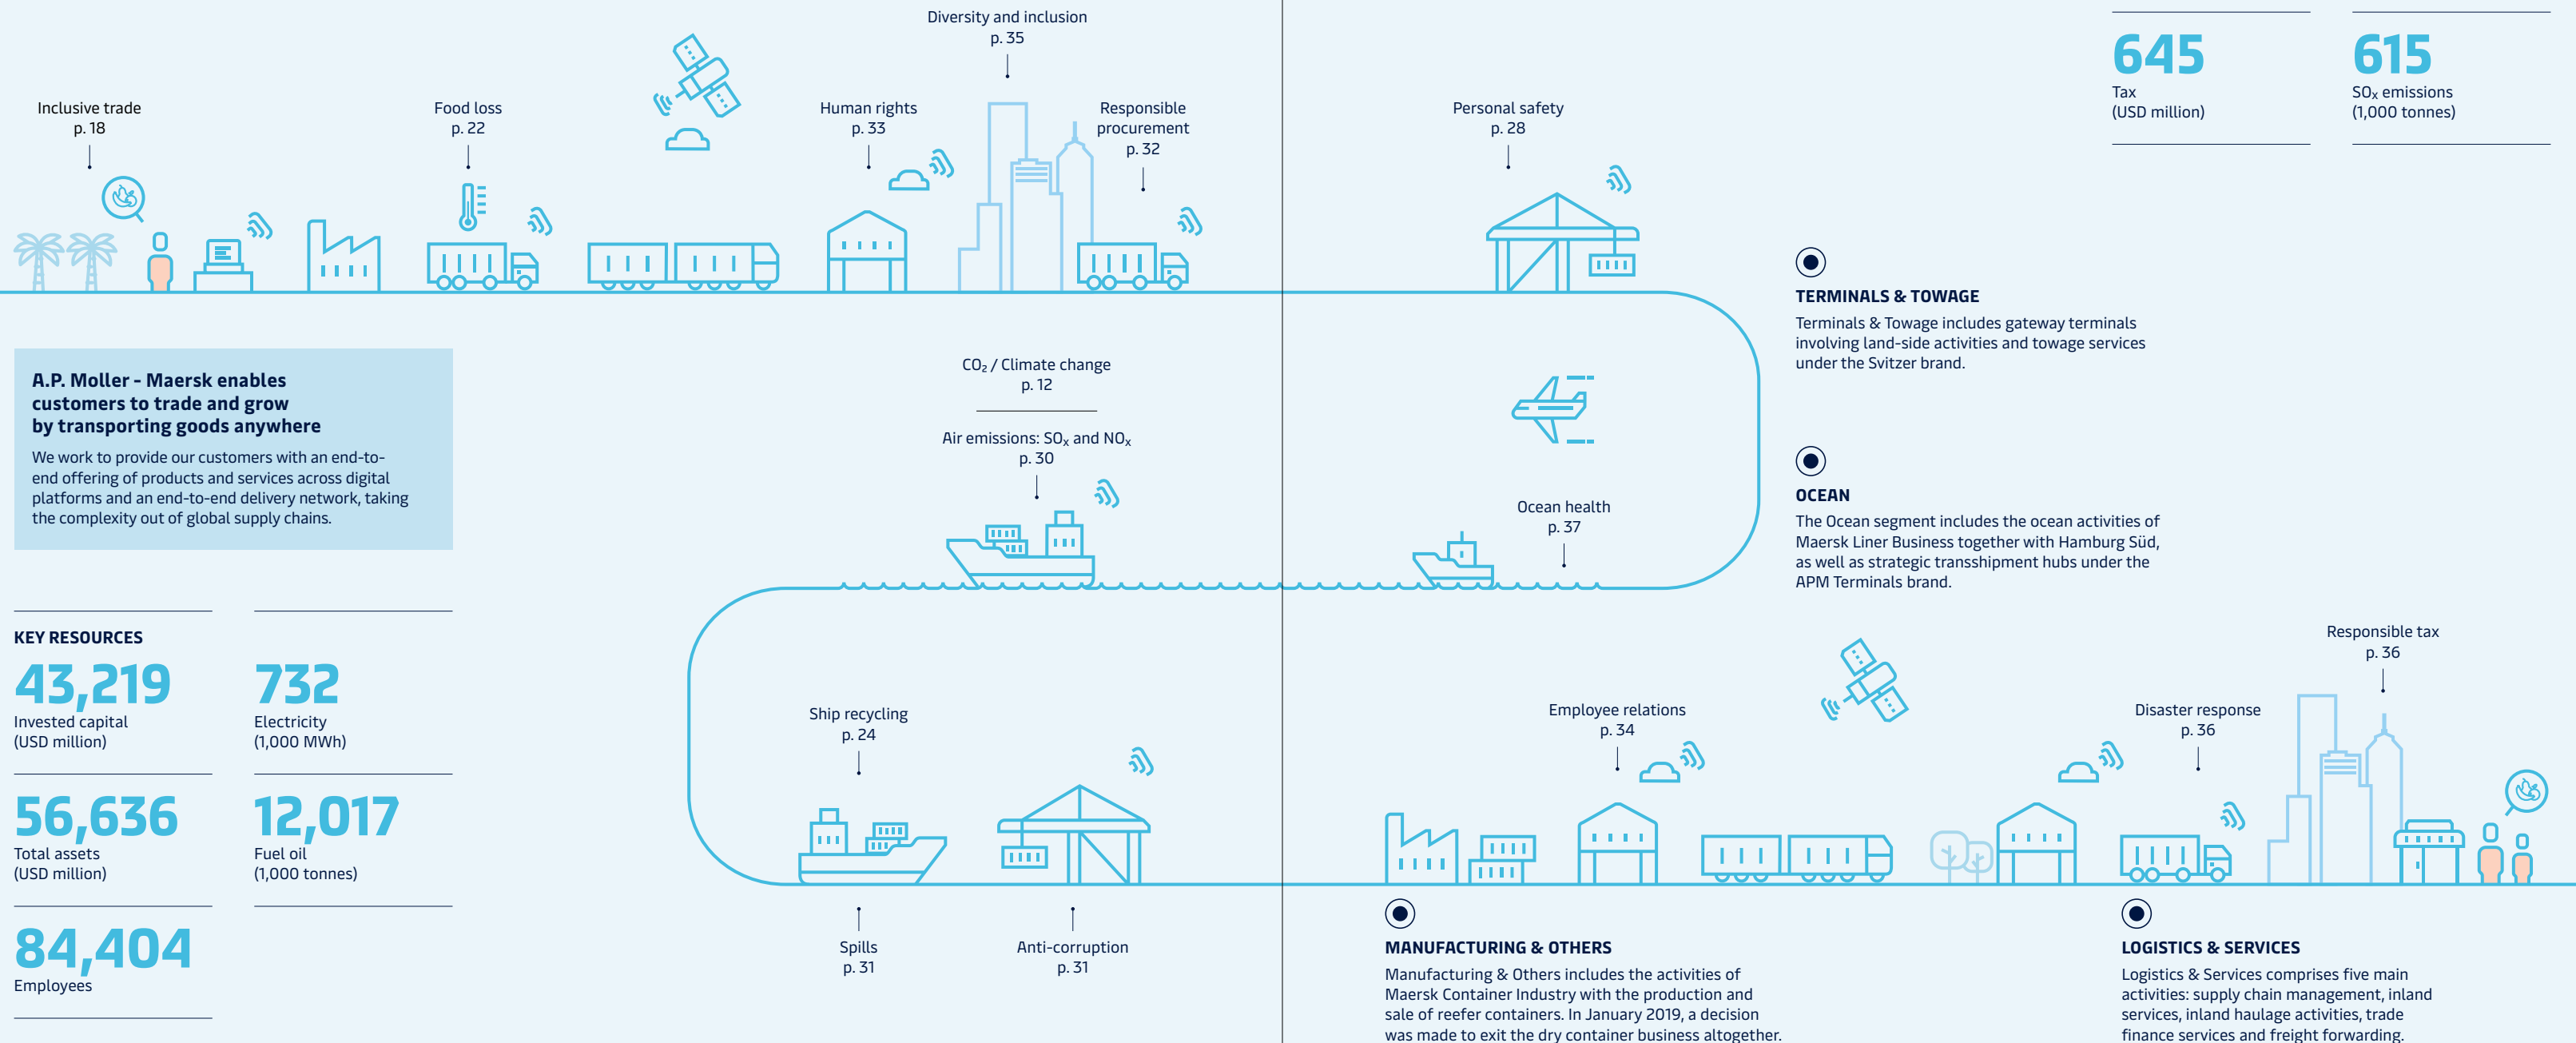 Diversity and inclusion
p. 35
Inclusive trade
p. 18
Food loss
p. 22
Human rights
p. 33
Responsible
procurement
p. 32
Personal safety
p. 28
645
Tax
(USD million)
615
SOₓ emissions
(1,000 tonnes)
TERMINALS & TOWAGE
Terminals & Towage includes gateway terminals
involving land-side activities and towage services
under the Svitzer brand.
A.P. Moller - Maersk enables
customers to trade and grow
by transporting goods anywhere
We work to provide our customers with an end-to-
end offering of products and services across digital
platforms and an end-to-end delivery network, taking
the complexity out of global supply chains.
CO₂ / Climate change
p. 12
Air emissions: SOₓ and NOₓ
p. 30
Ocean health
p. 37
OCEAN
The Ocean segment includes the ocean activities of
Maersk Liner Business together with Hamburg Süd,
as well as strategic transshipment hubs under the
APM Terminals brand.
KEY RESOURCES
43,219
Invested capital
(USD million)
732
Electricity
(1,000 MWh)
56,636
Total assets
(USD million)
12,017
Fuel oil
(1,000 tonnes)
84,404
Employees
Ship recycling
p. 24
Spills
p. 31
Anti-corruption
p. 31
Employee relations
p. 34
Disaster response
p. 36
Responsible tax
p. 36
MANUFACTURING & OTHERS
Manufacturing & Others includes the activities of
Maersk Container Industry with the production and
sale of reefer containers. In January 2019, a decision
was made to exit the dry container business altogether.
LOGISTICS & SERVICES
Logistics & Services comprises five main
activities: supply chain management, inland
services, inland haulage activities, trade
finance services and freight forwarding.